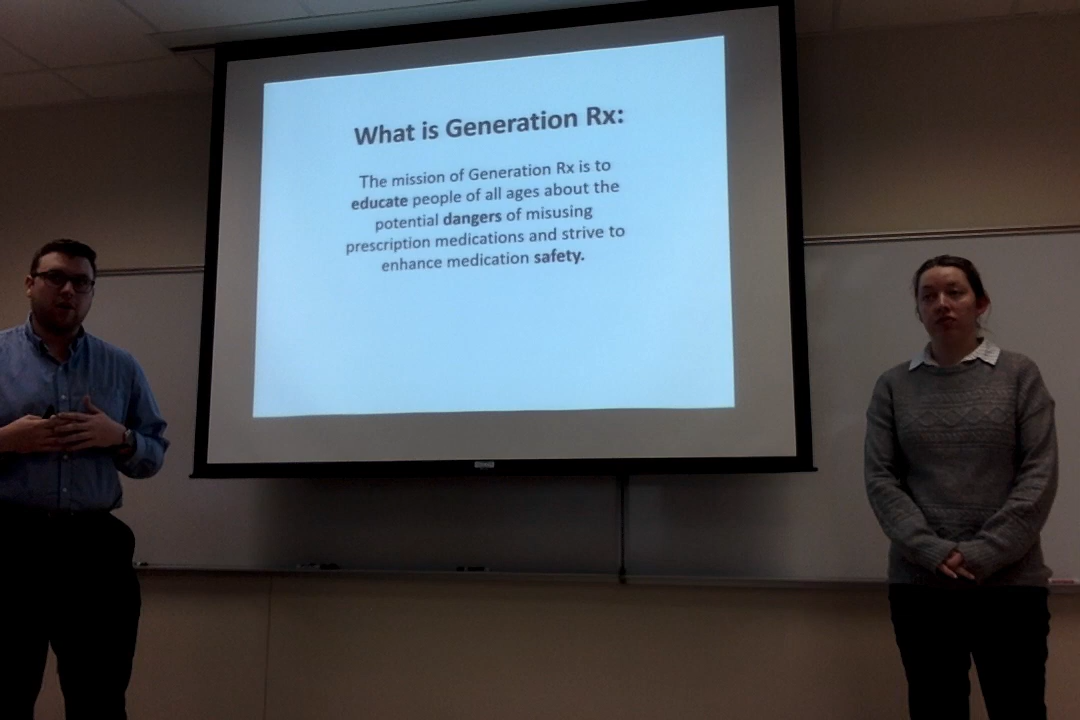 What is Generation Rx:
The mission of Generation Rx is to
educate people of all ages about the
potential dangers of misusing
prescription medications and strive to
enhance medication safety.